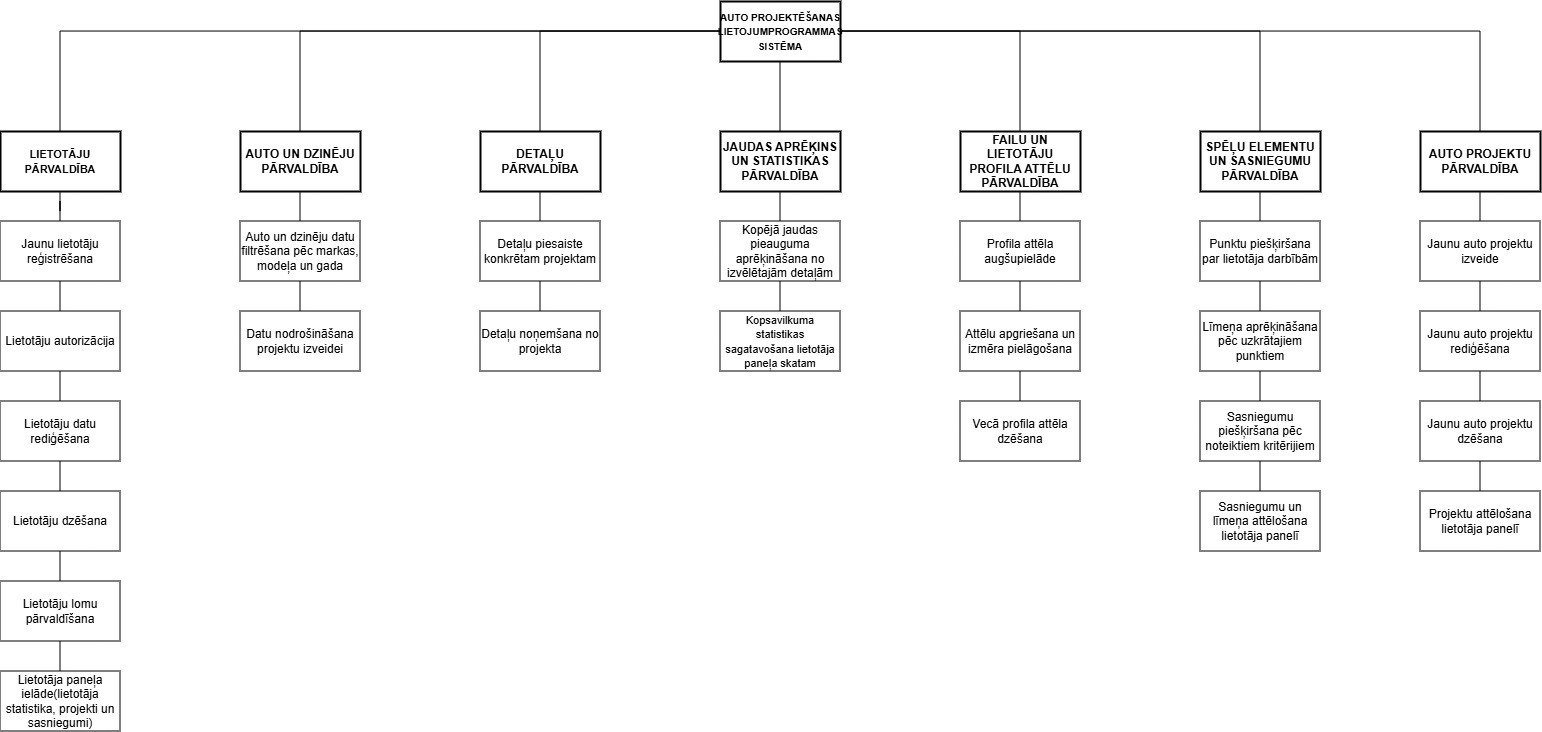 AUTO PROJEKTĒŠANAS
LIETOJUMPROGRAMMAS
SISTĒMA
LIETOTĀJU
PĀRVALDĪBA
AUTO UN DZINĒJU
PĀRVALDĪBA
DETAĻU
PĀRVALDĪBA
JAUDAS APRĒĶINS
UN STATISTIKAS
PĀRVALDĪBA
FAILU UN
LIETOTĀJU
PROFILA ATTĒLU
PĀRVALDĪBA
SPĒĻU ELEMENTU
UN SASNIEGUMU
PĀRVALDĪBA
AUTO PROJEKTU
PĀRVALDĪBA
Jaunu lietotāju
reģistrēšana
Auto un dzinēju datu
filtrēšana pēc markas,
modeļa un gada
Detaļu piesaiste
konkrētam projektam
Kopējā jaudas
pieauguma
aprēķināšana no
izvēlētajām detaļām
Profila attēla
augšupielāde
Punktu piešķiršana
par lietotāja darbībām
Jaunu auto projektu
izveide
Lietotāju autorizācija
Datu nodrošināšana
projektu izveidei
Detaļu noņemšana no
projekta
Kopsavilkuma
statistikas
sagatavošana lietotāja
paneļa skatam
Attēlu apgriešana un
izmēra pielāgošana
Līmeņa aprēķināšana
pēc uzkrātajiem
punktiem
Jaunu auto projektu
rediģēšana
Lietotāju datu
rediģēšana
Vecā profila attēla
dzēšana
Sasniegumu
piešķiršana pēc
noteiktiem kritērijiem
Jaunu auto projektu
dzēšana
Lietotāju dzēšana
Sasniegumu un
līmeņa attēlošana
lietotāja panelī
Projektu attēlošana
lietotāja panelī
Lietotāju lomu
pārvaldīšana
Lietotāja paneļa
ielāde(lietotāja
statistika, projekti un
sasniegumi)